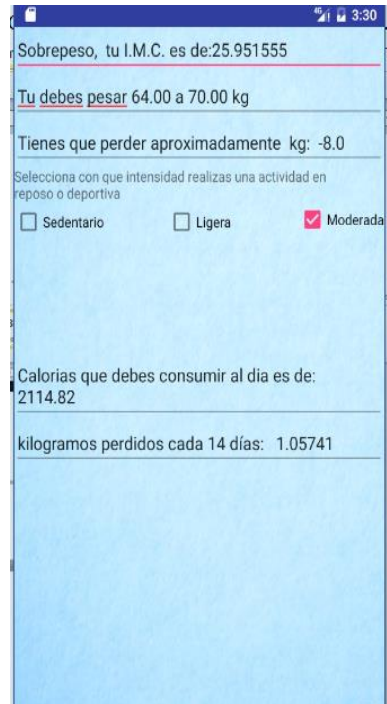 3:30
Sobrepeso, tu I.M.C. es de:25.951555
Tu debes pesar 64.00 a 70.00 kg
Tienes que perder aproximadamente kg: -8.0
Selecciona con que intensidad realizas una actividad en
reposo o deportiva
Sedentario Ligera Moderada
Calorias que debes consumir al dia es de:
2114.82
kilogramos perdidos cada 14 días: 1.05741